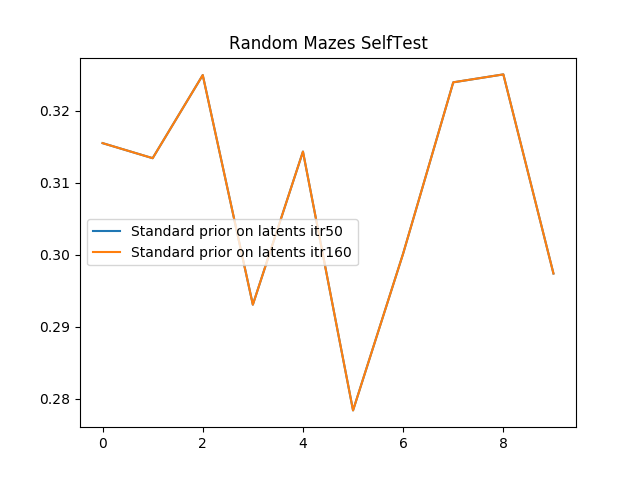 Random Mazes SelfTest
0.32
0.31
0.30
0.29
0.28
Standard prior on latents itr50
Standard prior on latents itr160
0 2 4 6 8